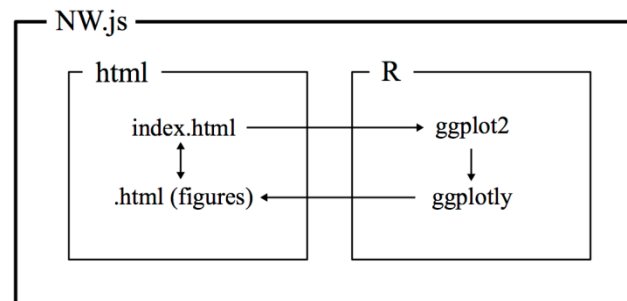 NW.js
html
R
index.html
ggplot2
.html (figures)
ggplotly